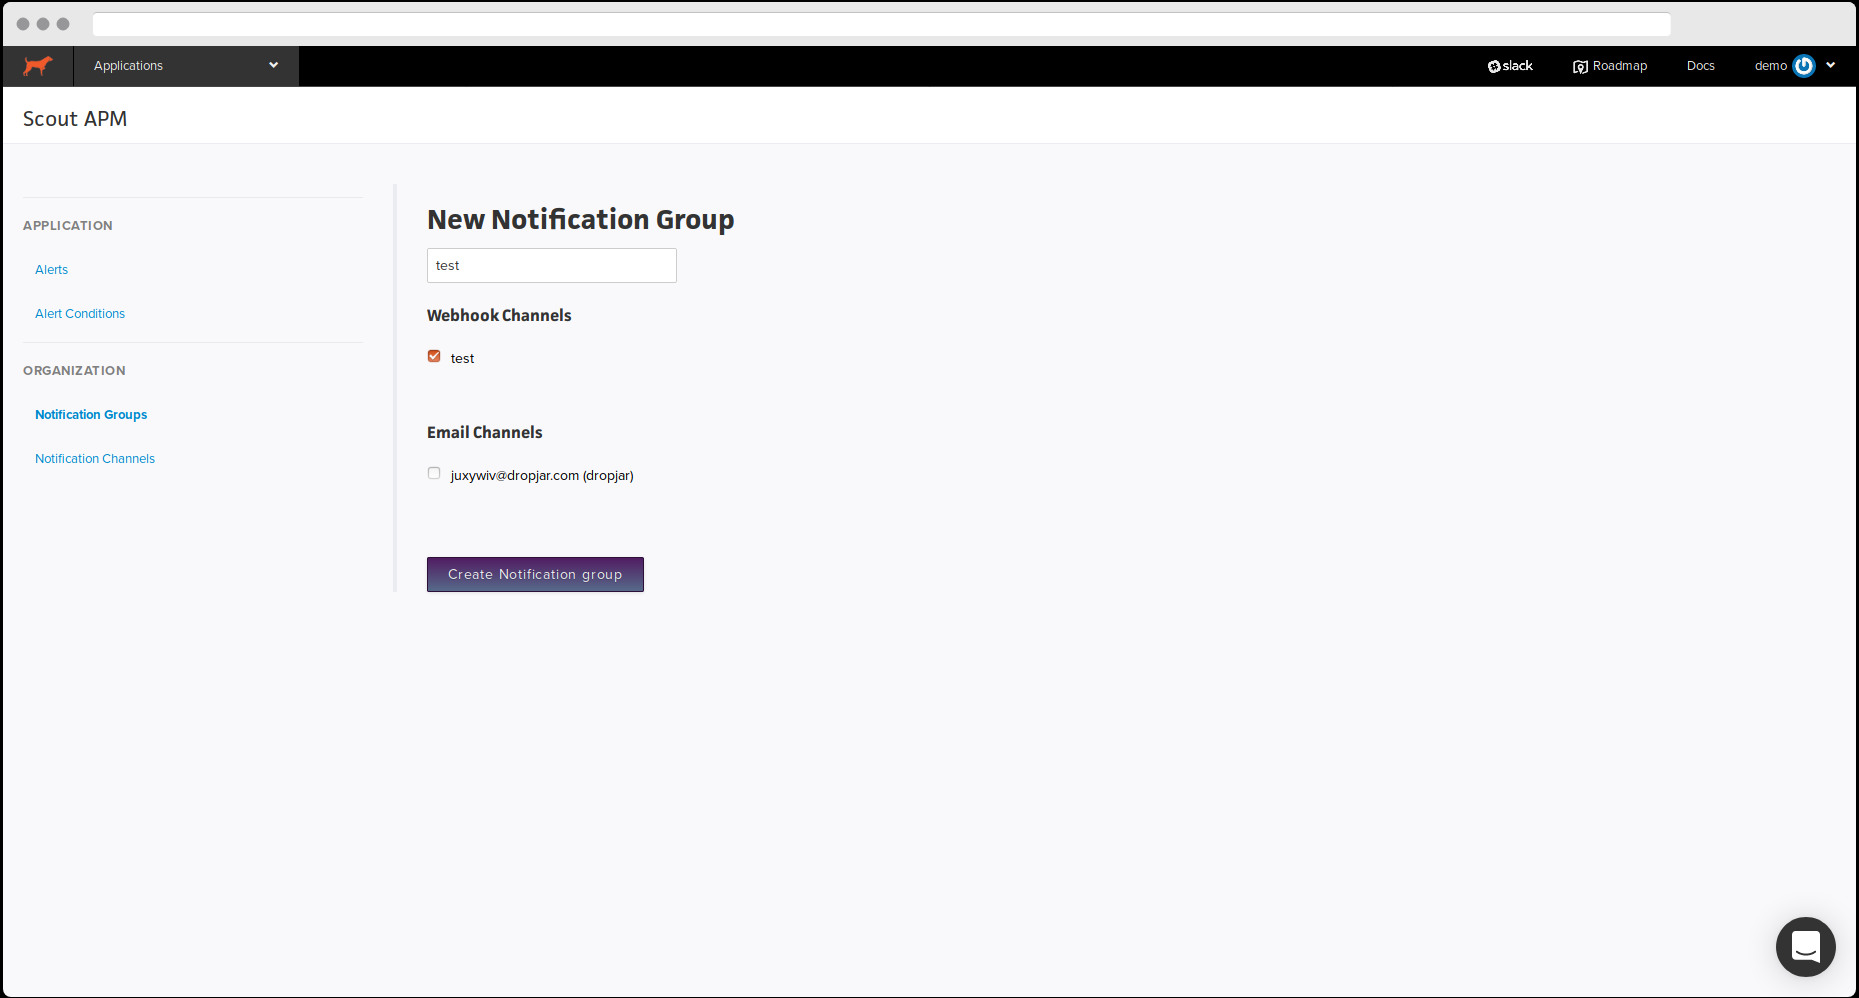 Applications
slack
Roadmap
Docs
demo
Scout APM
APPLICATION
Alerts
Alert Conditions
ORGANIZATION
Notification Groups
Notification Channels
New Notification Group
test
Webhook Channels
test
Email Channels
juxywiv@dropjar.com (dropjar)
Create Notification group